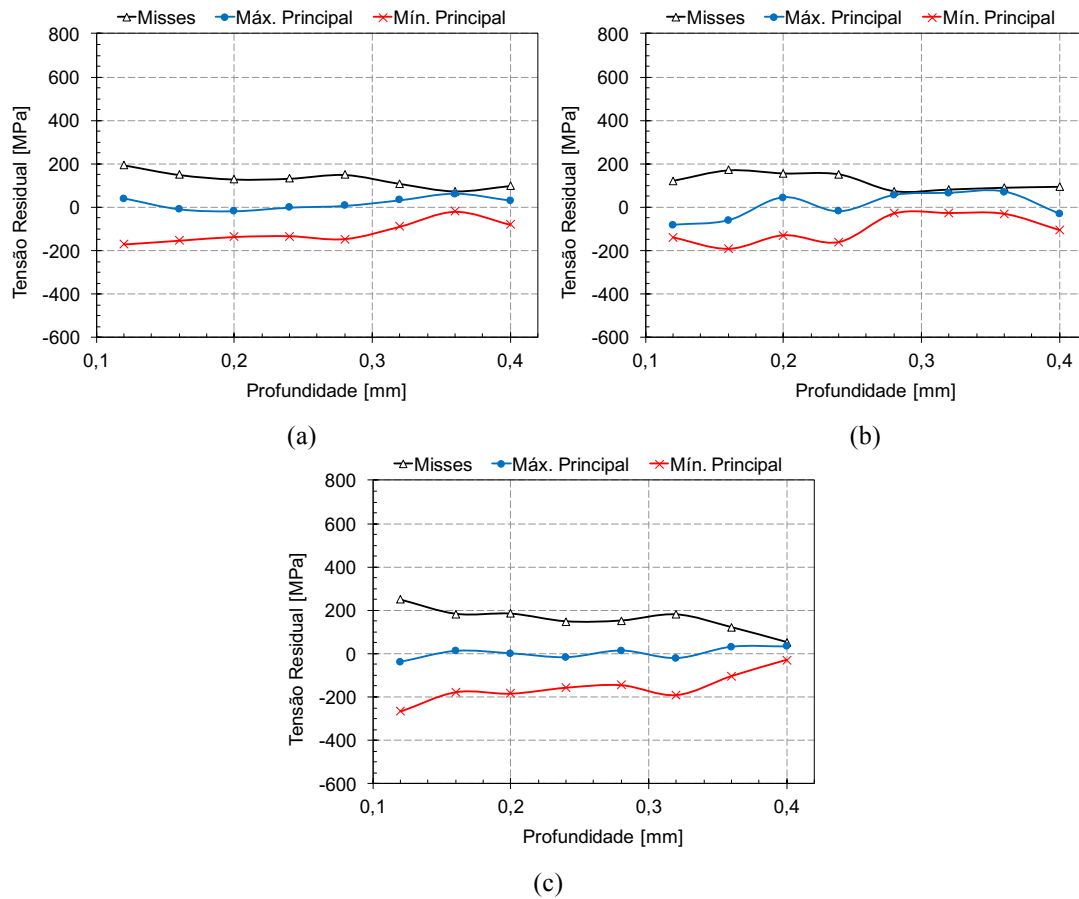 Misses Máx. Principal Mín. Principal
800
600
400
200
0
-200
-400
-600
Tensão Residual [MPa]
0,1 0,2 0,3 0,4
Profundidade [mm]
(a)
Misses Máx. Principal Mín. Principal
800
600
400
200
0
-200
-400
-600
Tensão Residual [MPa]
0,1 0,2 0,3 0,4
Profundidade [mm]
(b)
Misses Máx. Principal Mín. Principal
800
600
400
200
0
-200
-400
-600
Tensão Residual [MPa]
0,1 0,2 0,3 0,4
Profundidade [mm]
(c)